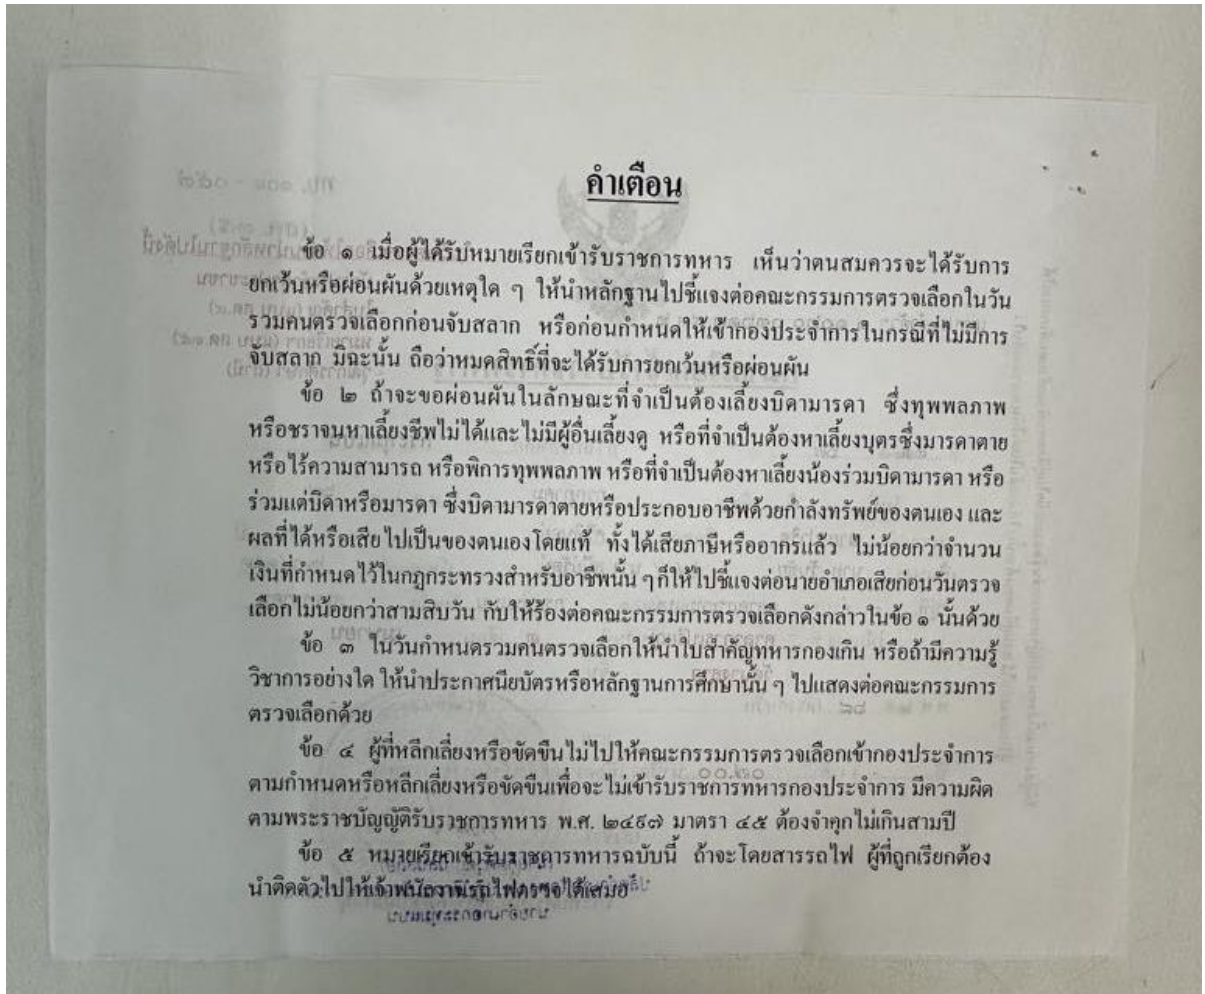 คำเตือน
ข้อ ๑ เมื่อผู้ได้รับหมายเรียกเข้ารับราชการทหาร เห็นว่าตนสมควรจะได้รับการ
ยกเว้นหรือผ่อนผันด้วยเหตุใด ๆ ให้นำหลักฐานไปชี้แจงต่อคณะกรรมการตรวจเลือกในวัน
รวมคนตรวจเลือกก่อนจับสลาก หรือก่อนกำหนดให้เข้ากองประจำการในกรณีที่ไม่มีการ
จับสลาก มิฉะนั้น ถือว่าหมดสิทธิ์ที่จะได้รับการยกเว้นหรือผ่อนผัน
ข้อ ๒ ถ้าจะขอผ่อนผันในลักษณะที่จำเป็นต้องเลี้ยงบิดามารดา ซึ่งทุพพลภาพ
หรือชราจนหาเลี้ยงชีพไม่ได้และไม่มีผู้อื่นเลี้ยงดู หรือที่จำเป็นต้องหาเลี้ยงบุตรซึ่งมารดาตาย
หรือไร้ความสามารถ หรือพิการทุพพลภาพ หรือที่จำเป็นต้องหาเลี้ยงน้องร่วมบิดามารดา หรือ
ร่วมแต่บิดาหรือมารดา ซึ่งบิดามารดาตายหรือประกอบอาชีพด้วยกำลังทรัพย์ของตนเอง และ
ผลที่ได้หรือเสียไปเป็นของตนเองโดยแท้ ทั้งได้เสียภาษีหรืออากรแล้ว ไม่น้อยกว่าจำนวน
เงินที่กำหนดไว้ในกฎกระทรวงสำหรับอาชีพนั้น ๆ ก็ให้ไปชี้แจงต่อนายอำเภอเสียก่อนวันตรวจ
เลือกไม่น้อยกว่าสามสิบวัน กับให้ร้องต่อคณะกรรมการตรวจเลือกดังกล่าวในข้อ ๑ นั้นด้วย
ข้อ ๓ ในวันกำหนดรวมคนตรวจเลือกให้นำใบสำคัญทหารกองเกิน หรือถ้ามีความรู้
วิชาการอย่างใด ให้นำประกาศนียบัตรหรือหลักฐานการศึกษานั้น ๆ ไปแสดงต่อคณะกรรมการ
ตรวจเลือกด้วย
ข้อ ๔ ผู้ที่หลีกเลี่ยงหรือขัดขืนไม่ไปให้คณะกรรมการตรวจเลือกเข้ากองประจำการ
ตามกำหนดหรือหลีกเลี่ยงหรือขัดขืนเพื่อจะไม่เข้ารับราชการทหารกองประจำการ มีความผิด
ตามพระราชบัญญัติรับราชการทหาร พ.ศ. ๒๔๙๗ มาตรา ๔๕ ต้องจำคุกไม่เกินสามปี
ข้อ ๕ หมายเรียกเข้ารับราชการทหารฉบับนี้ ถ้าจะโดยสารรถไฟ ผู้ที่ถูกเรียกต้อง
นำติดตัวไปให้เจ้าพนักงานรถไฟตรวจได้เสมอ